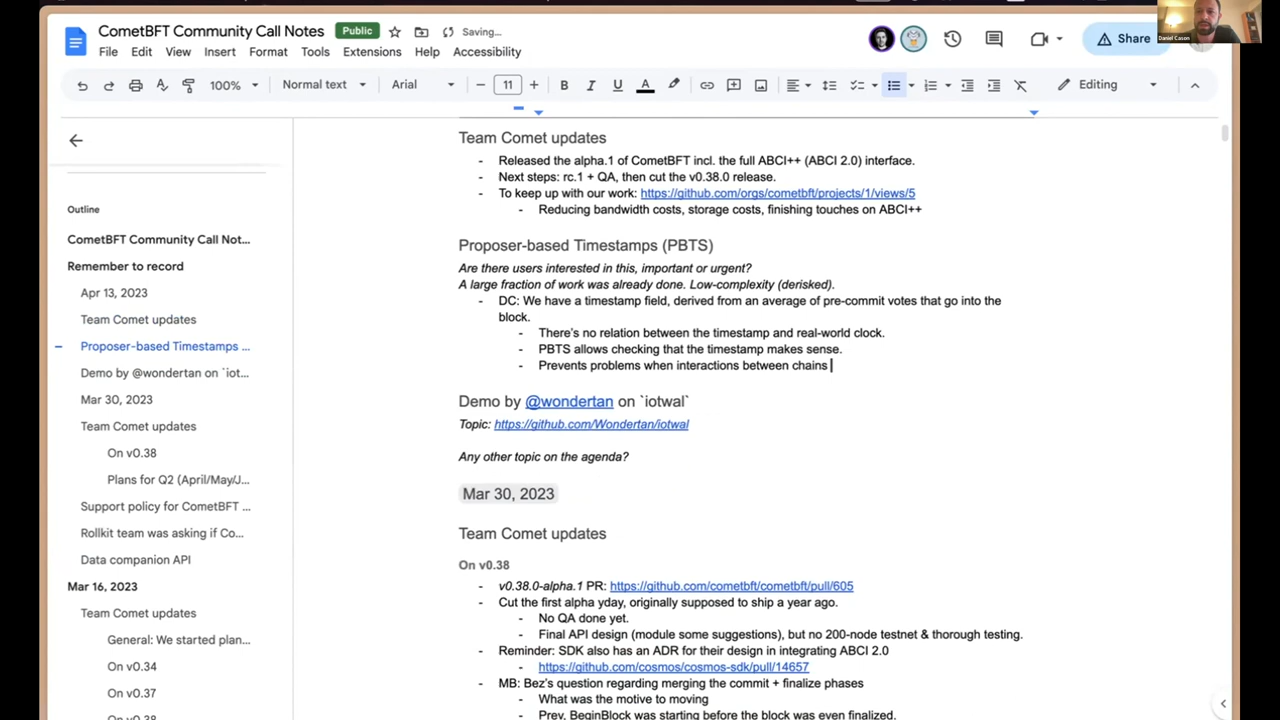 CometBFT Community Call Notes Public Saving...
File Edit View Insert Format Tools Extensions Help Accessibility
Share
Daniel Cason
100% Normal text Arial 11 B I U A Editing
Outline
CometBFT Community Call Not...
Remember to record
Apr 13, 2023
Team Comet updates
Proposer-based Timestamps ...
Demo by @wondertan on `iot...
Mar 30, 2023
Team Comet updates
On v0.38
Plans for Q2 (April/May/J...
Support policy for CometBFT ...
Rollkit team was asking if Co...
Data companion API
Mar 16, 2023
Team Comet updates
General: We started plan...
On v0.34
On v0.37
On v0.38
Team Comet updates
- Released the alpha.1 of CometBFT incl. the full ABCI++ (ABCI 2.0) interface.
- Next steps: rc.1 + QA, then cut the v0.38.0 release.
- To keep up with our work: https://github.com/orgs/cometbft/projects/1/views/5
- Reducing bandwidth costs, storage costs, finishing touches on ABCI++
Proposer-based Timestamps (PBTS)
Are there users interested in this, important or urgent?
A large fraction of work was already done. Low-complexity (derisked).
- DC: We have a timestamp field, derived from an average of pre-commit votes that go into the
block.
- There's no relation between the timestamp and real-world clock.
- PBTS allows checking that the timestamp makes sense.
- Prevents problems when interactions between chains
Demo by @wondertan on `iotwal`
Topic: https://github.com/Wondertan/iotwal
Any other topic on the agenda?
Mar 30, 2023
Team Comet updates
On v0.38
- v0.38.0-alpha.1 PR: https://github.com/cometbft/cometbft/pull/605
- Cut the first alpha yday, originally supposed to ship a year ago.
- No QA done yet.
- Final API design (module some suggestions), but no 200-node testnet & thorough testing.
- Reminder: SDK also has an ADR for their design in integrating ABCI 2.0
- https://github.com/cosmos/cosmos-sdk/pull/14657
- MB: Bez's question regarding merging the commit + finalize phases
- What was the motive to moving
- Prev, BeginBlock was starting before the block was even finalized.